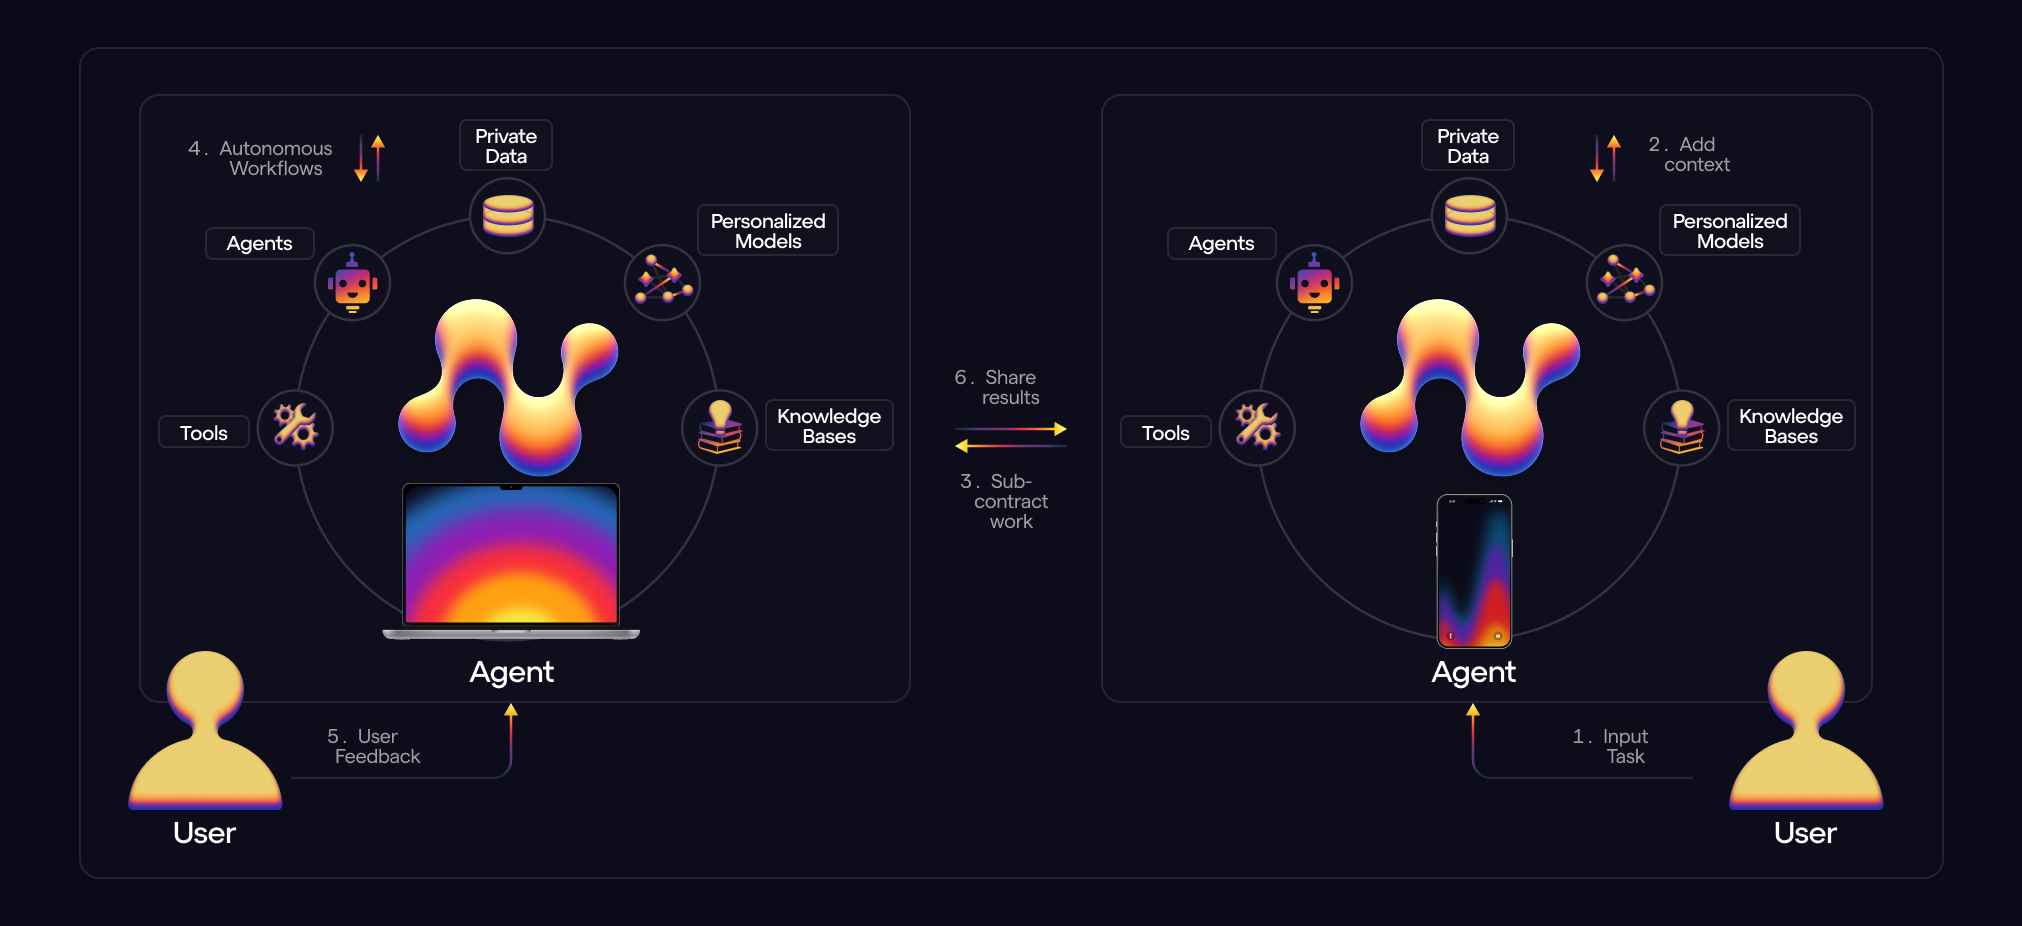 4. Autonomous
Workflows
Private
Data
Agents
Personalized
Models
Tools
Knowledge
Bases
Agent
5. User
Feedback
User
6. Share
results
3. Sub-
contract
work
Private
Data
2. Add
context
Agents
Personalized
Models
Tools
Knowledge
Bases
Agent
1. Input
Task
User